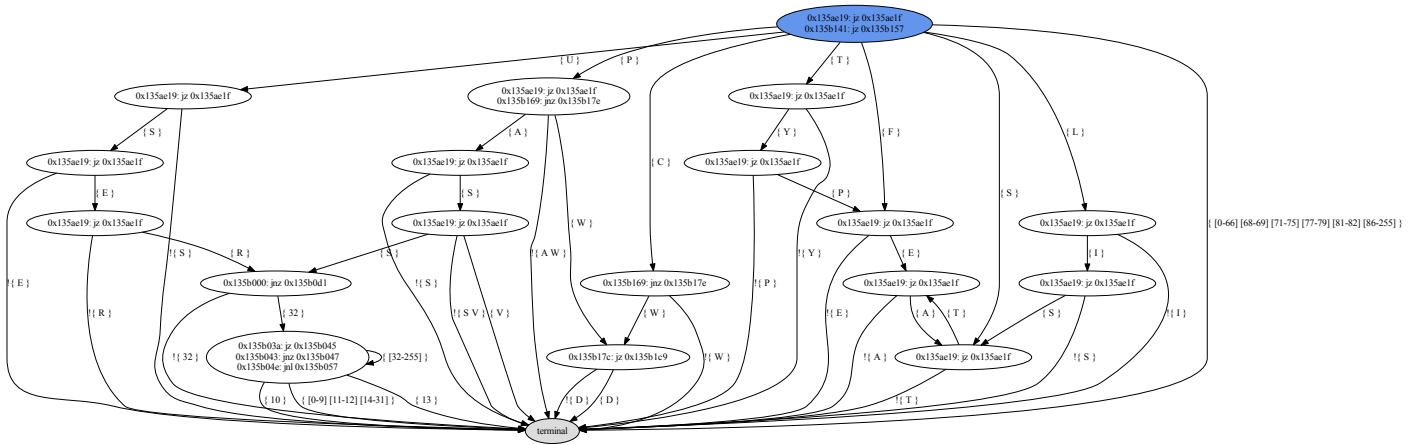 0x135ae19: jz 0x135ae1f
0x135b141: jz 0x135b157
{ U }
{ P }
{ T }
0x135ae19: jz 0x135ae1f
0x135ae19: jz 0x135ae1f
0x135b169: jnz 0x135b17e
0x135ae19: jz 0x135ae1f
{ S }
{ A }
{ Y }
{ F }
{ L }
0x135ae19: jz 0x135ae1f
0x135ae19: jz 0x135ae1f
{ C }
0x135ae19: jz 0x135ae1f
{ E }
{ S }
{ P }
{ S }
0x135ae19: jz 0x135ae1f
0x135ae19: jz 0x135ae1f
0x135ae19: jz 0x135ae1f
0x135ae19: jz 0x135ae1f
{ W }
{ [0-66] [68-69] [71-75] [77-79] [81-82] [86-255] }
!{ S }
{ R }
{ S }
!{ A W }
!{ Y }
{ E }
{ I }
!{ E }
0x135b000: jnz 0x135b0d1
!{ S }
0x135b169: jnz 0x135b17e
!{ P }
0x135ae19: jz 0x135ae1f
0x135ae19: jz 0x135ae1f
!{ R }
{ 32 }
!{ S V }
{ V }
{ W }
!{ E }
{ A }
{ T }
{ S }
!{ I }
!{ 32 }
0x135b03a: jz 0x135b045
0x135b043: jnz 0x135b047
0x135b04e: jnl 0x135b057
{ [32-255] }
0x135b17c: jz 0x135b1c9
!{ W }
!{ A }
0x135ae19: jz 0x135ae1f
!{ S }
{ 10 }
{ [0-9] [11-12] [14-31] }
{ 13 }
!{ D }
{ D }
!{ T }
terminal